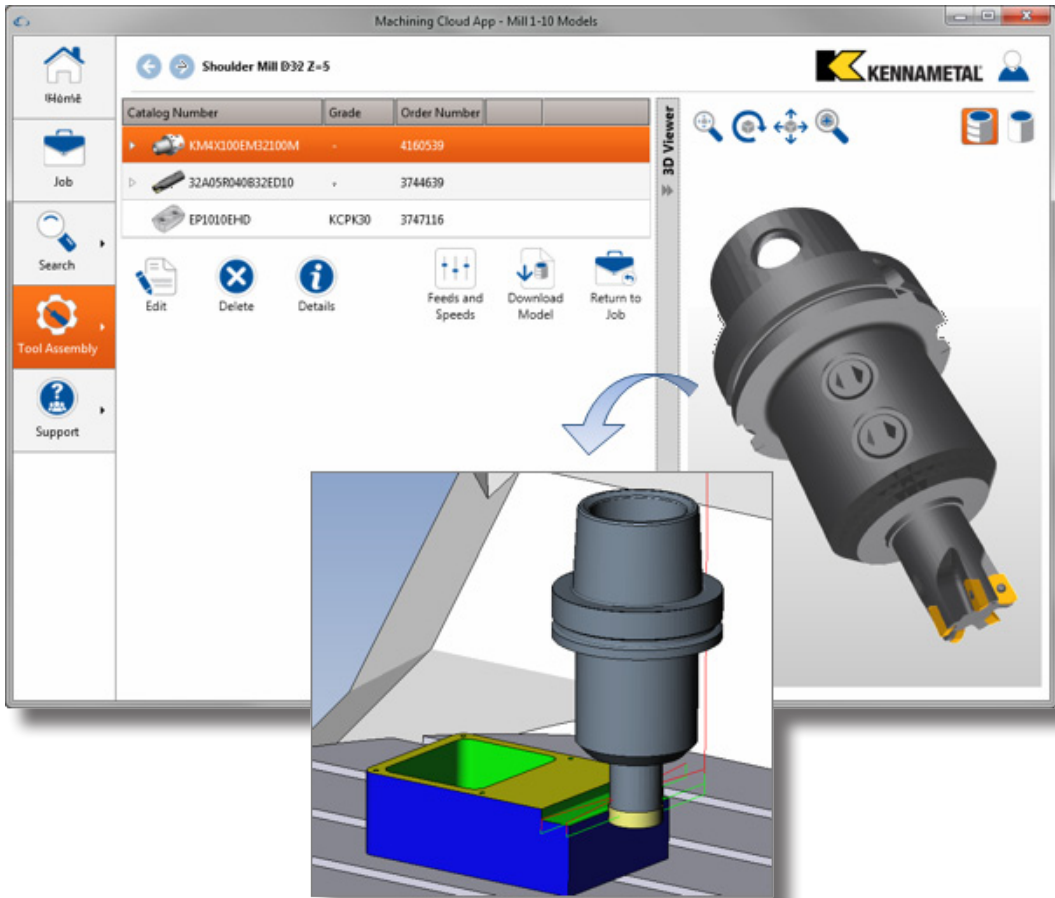 Machining Cloud App - Mill 1-10 Models
Home
Shoulder Mill D32 Z=5
KENNAMETAL
Catalog Number Grade Order Number
KM4X100EM32100M - 4160539
32A05R040B32ED10 - 3744639
EP1010EHD KCPK30 3747116
3D Viewer
Job
Search
Edit
Delete
Details
Feeds and
Speeds
Download
Model
Return to
Job
Tool Assembly
Support